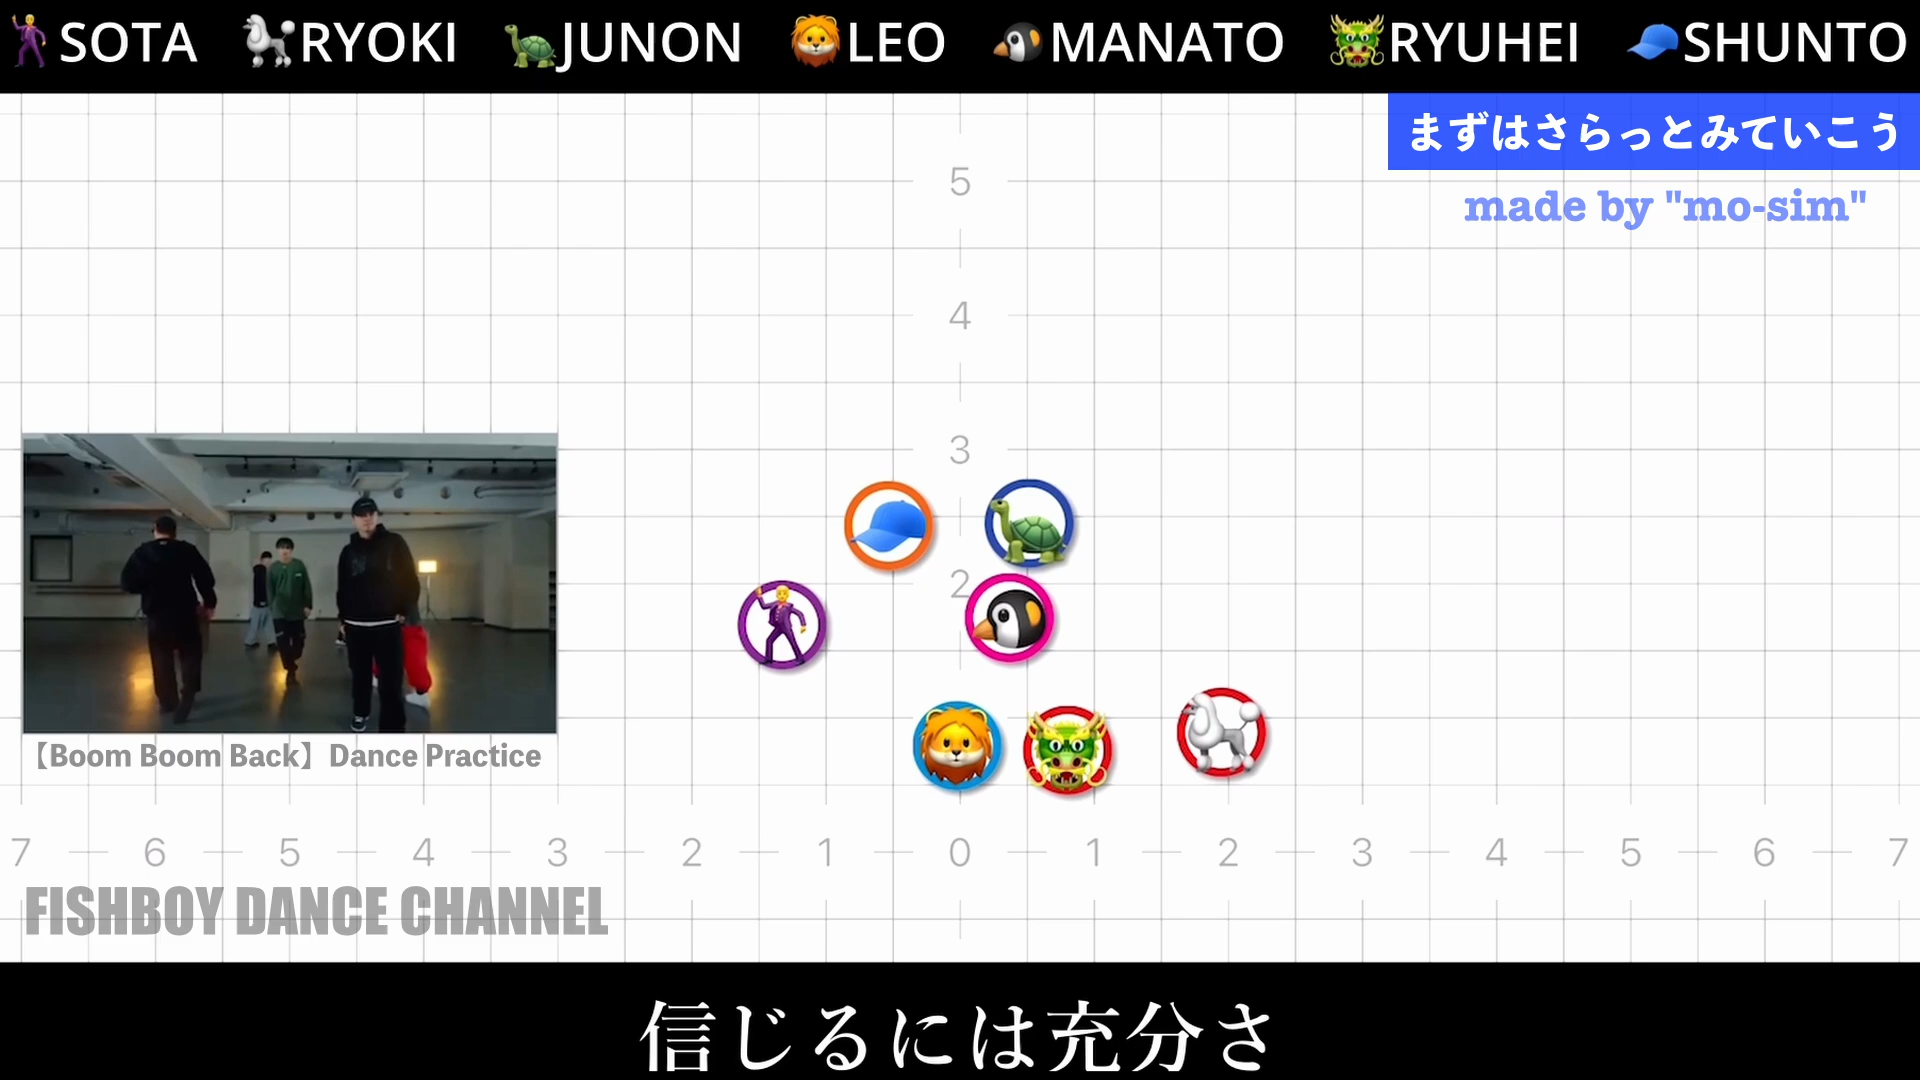 SOTA RYOKI JUNON LEO MANATO RYUHEI SHUNTO
まずはさらっとみていこう
made by "mo-sim"
5
4
3
2
【Boom Boom Back】Dance Practice
7 6 5 4 3 2 1 0 1 2 3 4 5 6 7
FISHBOY DANCE CHANNEL
信じるには充分さ